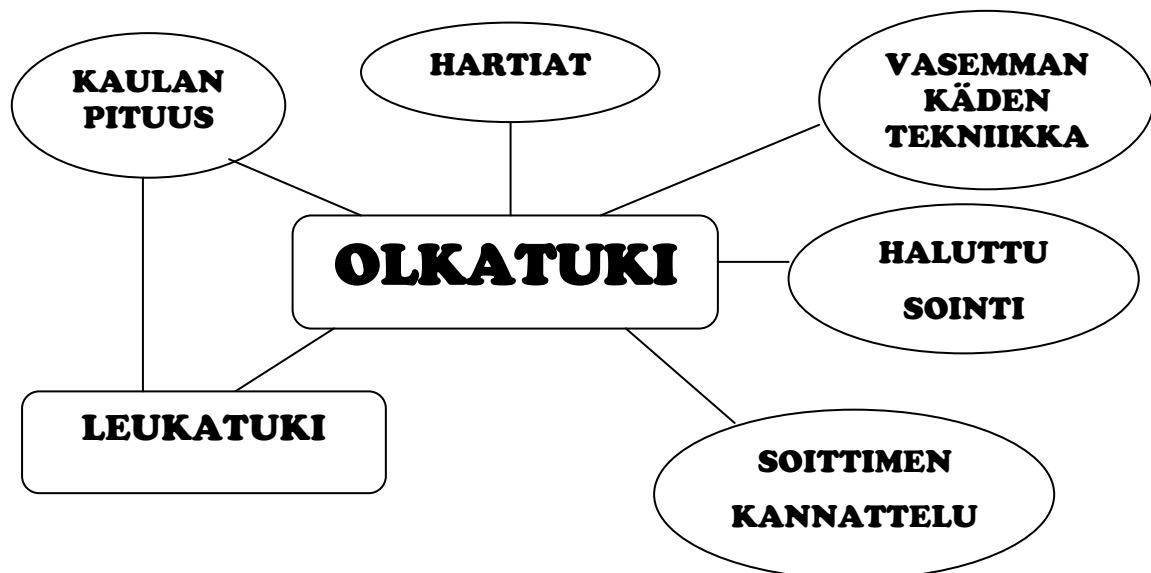 KAULAN
PITUUS
HARTIAT
VASEMMAN
KÄDEN
TEKNIIKKA
OLKATUKI
HALUTTU
SOINTI
LEUKATUKI
SOITTIMEN
KANNATTELU